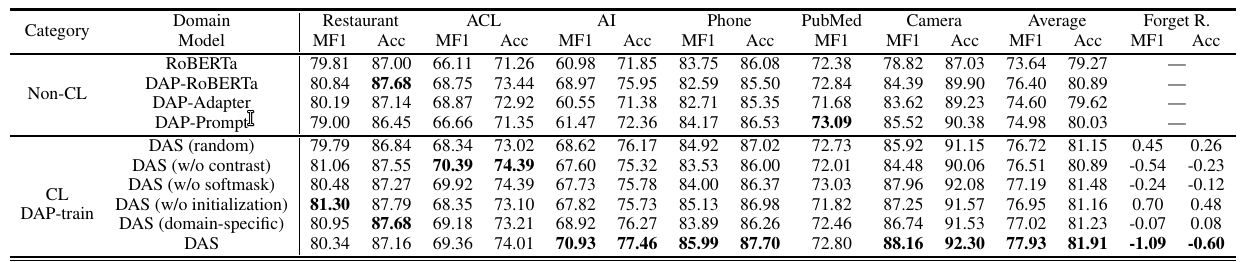 Category Domain Restaurant ACL AI Phone PubMed Camera Average Forget R.
Model MF1 Acc MF1 Acc MF1 Acc MF1 Acc MF1 MF1 Acc MF1 Acc MF1 Acc
Non-CL
RoBERTa 79.81 87.00 66.11 71.26 60.98 71.85 83.75 86.08 72.38 78.82 87.03 73.64 79.27 —
DAP-RoBERTa 80.84 87.68 68.75 73.44 68.97 75.95 82.59 85.50 72.84 84.39 89.90 76.40 80.89 —
DAP-Adapter 80.19 87.14 68.87 72.92 60.55 71.38 82.71 85.35 71.68 83.62 89.23 74.60 79.62 —
DAP-Prompt 79.00 86.45 66.66 71.35 61.47 72.36 84.17 86.53 73.09 85.52 90.38 74.98 80.03 —
CL
DAP-train
DAS (random) 79.79 86.84 68.34 73.02 68.62 76.17 84.92 87.02 72.73 85.92 91.15 76.72 81.15 0.45 0.26
DAS (w/o contrast) 81.06 87.55 70.39 74.39 67.60 75.32 83.53 86.00 72.01 84.48 90.06 76.51 80.89 -0.54 -0.23
DAS (w/o softmask) 80.48 87.27 69.92 74.39 67.73 75.78 84.00 86.37 73.03 87.96 92.08 77.19 81.48 -0.24 -0.12
DAS (w/o initialization) 81.30 87.79 68.35 73.10 67.82 75.73 85.13 86.98 71.82 87.25 91.57 76.95 81.16 0.70 0.48
DAS (domain-specific) 80.95 87.68 69.18 73.21 68.92 76.27 83.89 86.26 72.46 86.74 91.53 77.02 81.23 -0.07 0.08
DAS 80.34 87.16 69.36 74.01 70.93 77.46 85.99 87.70 72.80 88.16 92.30 77.93 81.91 -1.09 -0.60